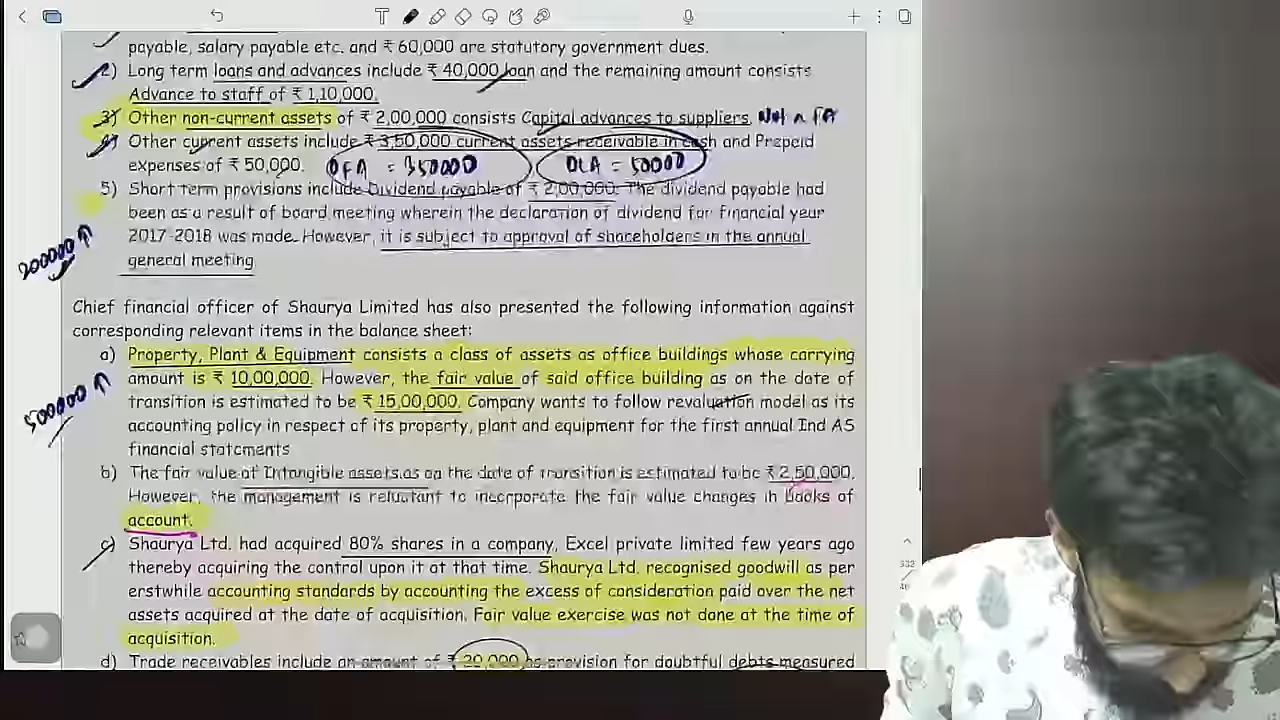 payable, salary payable etc. and ₹ 60,000 are statutory government dues.
2) Long term loans and advances include ₹ 40,000 loan and the remaining amount consists
Advance to staff of ₹ 1,10,000.
3) Other non-current assets of ₹ 2,00,000 consists Capital advances to suppliers. Not a FA
4) Other current assets include ₹ 3,50,000 current assets receivable in cash and Prepaid
expenses of ₹ 50,000. OFA = 350000 OCA = 50000
5) Short term provisions include Dividend payable of ₹ 2,00,000. The dividend payable had
been as a result of board meeting wherein the declaration of dividend for financial year
2017-2018 was made. However, it is subject to approval of shareholders in the annual
200000 ↑
general meeting
Chief financial officer of Shaurya Limited has also presented the following information against
corresponding relevant items in the balance sheet:
a) Property, Plant & Equipment consists a class of assets as office buildings whose carrying
amount is ₹ 10,00,000. However, the fair value of said office building as on the date of
500000 ↑
transition is estimated to be ₹ 15,00,000. Company wants to follow revaluation model as its
accounting policy in respect of its property, plant and equipment for the first annual Ind AS
financial statements
b) The fair value of Intangible assets as on the date of transition is estimated to be ₹ 2,50,000.
However, the management is reluctant to incorporate the fair value changes in books of
account.
c) Shaurya Ltd. had acquired 80% shares in a company, Excel private limited few years ago
thereby acquiring the control upon it at that time. Shaurya Ltd. recognised goodwill as per
erstwhile accounting standards by accounting the excess of consideration paid over the net
assets acquired at the date of acquisition. Fair value exercise was not done at the time of
acquisition.
d) Trade receivables include an amount of ₹ 20,000 as provision for doubtful debts measured
332